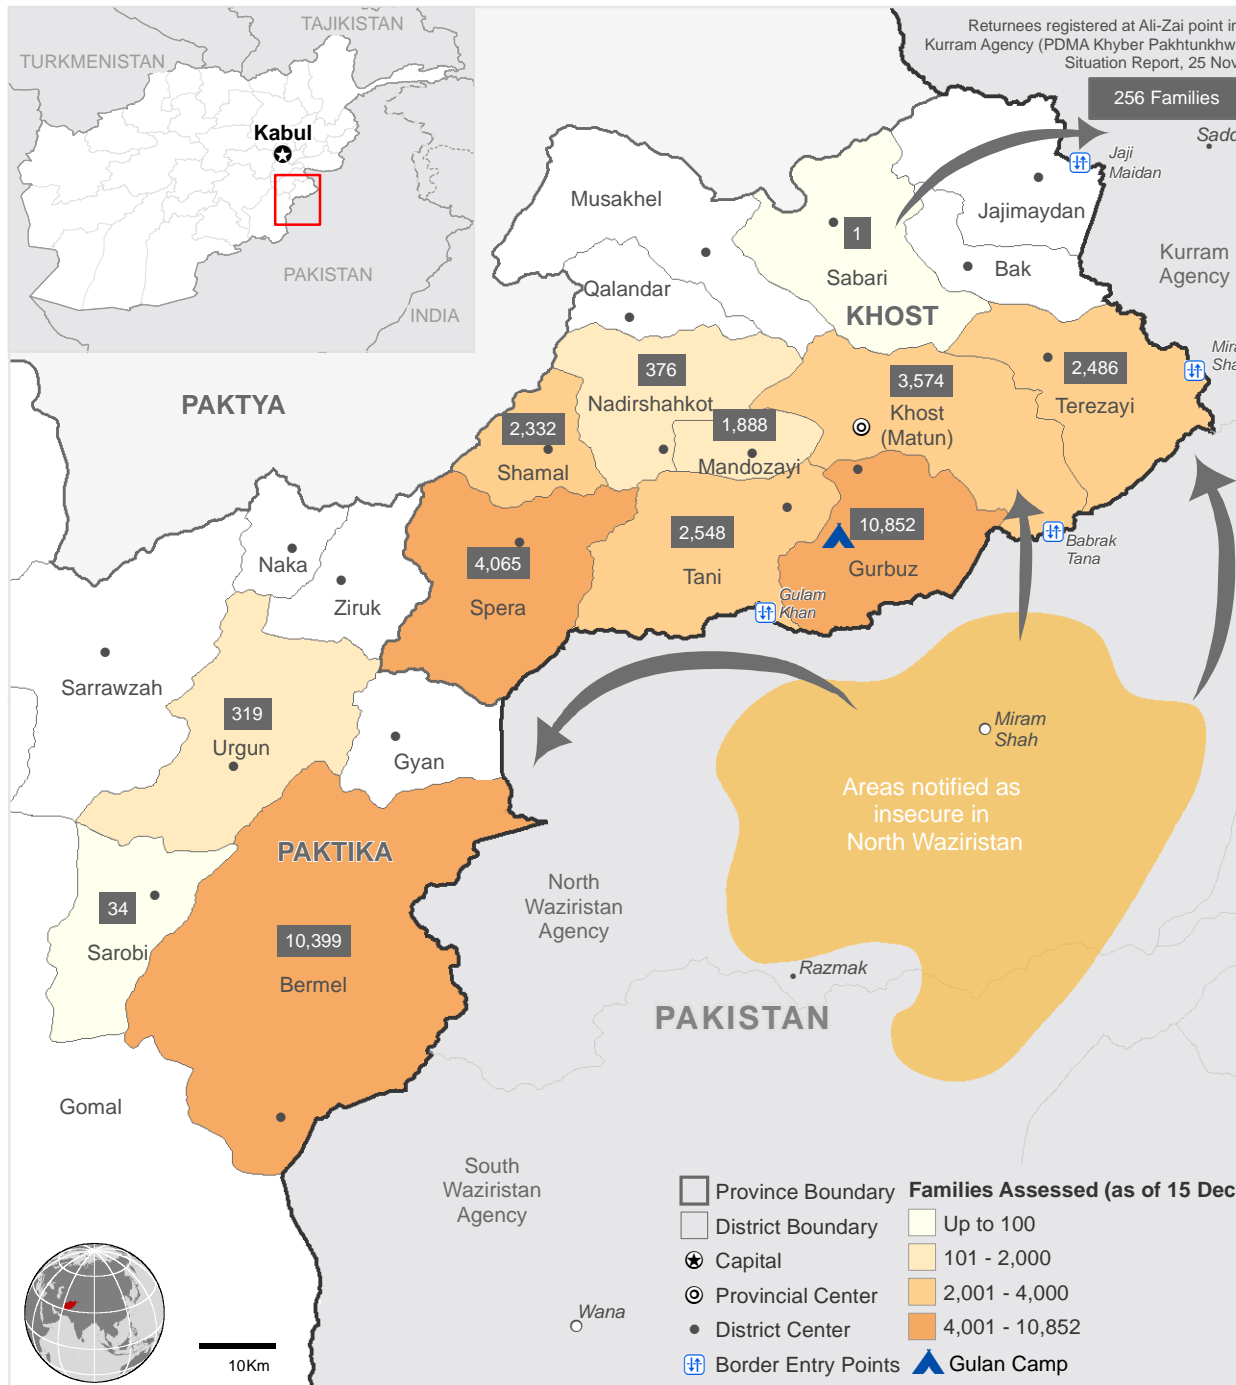 Returnees registered at Ali-Zai point in
Kurram Agency (PDMA Khyber Pakhtunkhw
Situation Report, 25 Nov
256 Families
TAJIKISTAN
TURKMENISTAN
Kabul
PAKISTAN
INDIA
Sadd
Jaji
Maidan
Musakhel
Jajimaydan
1
Sabari
Bak
Kurram
Agency
Qalandar
KHOST
Mira
Sha
376
3,574
2,486
Nadirshahkot
Khost
(Matun)
Terezayi
PAKTYA
2,332
1,888
Shamal
Mandozayi
10,852
2,548
Babrak
Tana
4,065
Naka
Tani
Gurbuz
Ziruk
Spera
Gulam
Khan
Sarrawzah
319
Urgun
Gyan
Miram
Shah
Areas notified as
insecure in
North Waziristan
PAKTIKA
34
Sarobi
North
Waziristan
Agency
10,399
Bermel
Razmak
PAKISTAN
Gomal
South
Waziristan
Agency
Wana
10Km
Province Boundary
District Boundary
Capital
Provincial Center
District Center
Border Entry Points
Families Assessed (as of 15 Dec
Up to 100
101 - 2,000
2,001 - 4,000
4,001 - 10,852
Gulan Camp